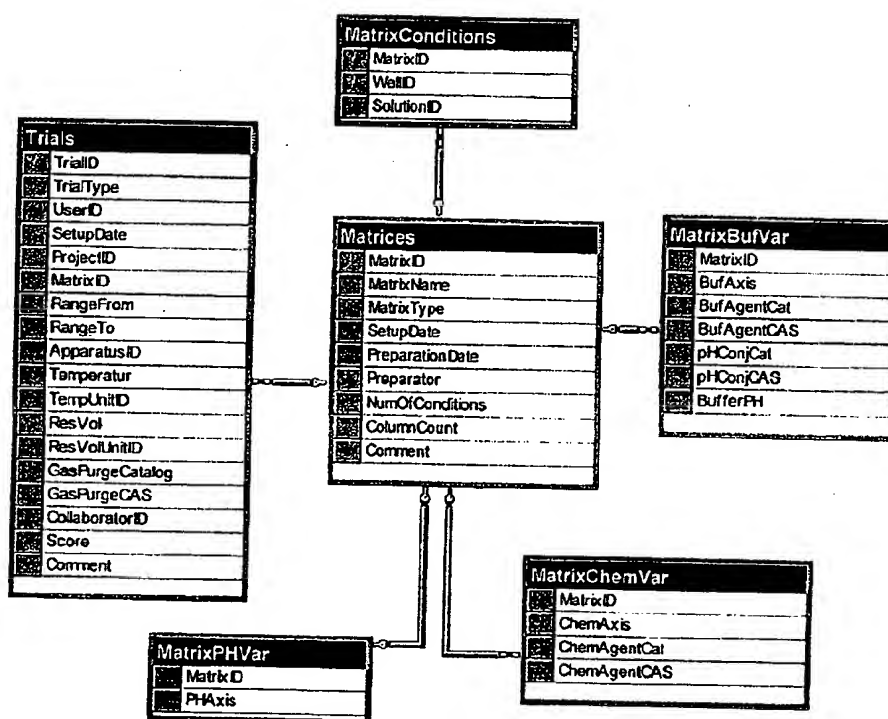 MatrixConditions
MatrixID
WellID
SolutionID
Trials
TrialID
TrialType
UserID
SetupDate
ProjectID
MatrixID
RangeFrom
RangeTo
ApparatusID
Temperatur
TempUnitID
ResVol
ResVolUnitID
GasPurgeCatalog
GasPurgeCAS
CollaboratorID
Score
Comment
Matrices
MatrixID
MatrixName
MatrixType
SetupDate
PreparationDate
Preparator
NumOfConditions
ColumnCount
Comment
MatrixBufVar
MatrixID
BufAxis
BufAgentCat
BufAgentCAS
pHConjCat
pHConjCAS
BufferPH
MatrixChemVar
MatrixID
ChemAxis
ChemAgentCat
ChemAgentCAS
MatrixPHVar
MatrixID
PHAxis